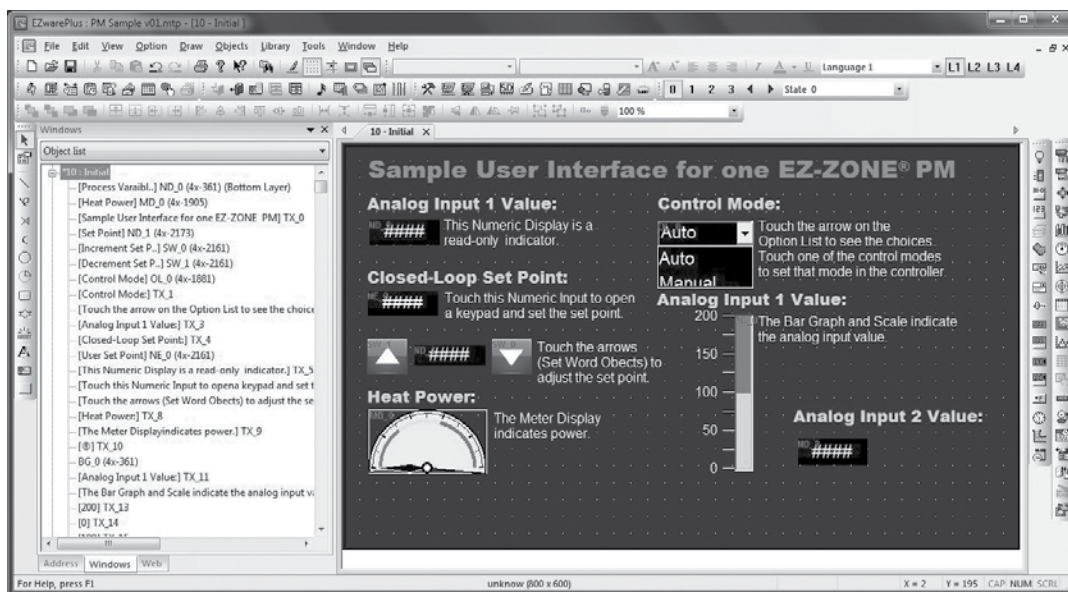 EZwarePlus : PM Sample v01.mtp - [10 - Initial ]
File Edit View Option Draw Objects Library Tools Window Help
Language 1 L1 L2 L3 L4
0 1 2 3 State 0
100 %
Windows
10 - Initial
Object list
*10 : Initial
[Process Varaibl..] ND_0 (4x-361) (Bottom Layer)
[Heat Power] MD_0 (4x-1905)
[Sample User Interface for one EZ-ZONE PM] TX_0
[Set Point] ND_1 (4x-2173)
[Increment Set P..] SW_0 (4x-2161)
[Decrement Set P..] SW_1 (4x-2161)
[Control Mode] OL_0 (4x-1881)
[Control Mode:] TX_1
[Touch the arrow on the Option List to see the choice
[Analog Input 1 Value:] TX_3
[Closed-Loop Set Point:] TX_4
[User Set Point] NE_0 (4x-2161)
[This Numeric Display is a read-only indicator.] TX_5
[Touch this Numeric Input to opena keypad and set t
[Touch the arrows (Set Word Obects) to adjust the se
[Heat Power:] TX_8
[The Meter Displayindicates power.] TX_9
[®] TX_10
BG_0 (4x-361)
[Analog Input 1 Value:] TX_11
[The Bar Graph and Scale indicate the analog input v
[200] TX_13
[0] TX_14
Address Windows Web
Sample User Interface for one EZ-ZONE® PM
Analog Input 1 Value:
####
This Numeric Display is a
read-only indicator.
Closed-Loop Set Point:
####
Touch this Numeric Input to open
a keypad and set the set point.
SW_1
####
SW_0
Touch the arrows
(Set Word Obects) to
adjust the set point.
Heat Power:
MD_0
The Meter Display
indicates power.
Control Mode:
Auto
Auto
Manual
Touch the arrow on the
Option List to see the choices.
Touch one of the control modes
to set that mode in the controller.
Analog Input 1 Value:
200
150
100
50
0
The Bar Graph and Scale indicate
the analog input value.
Analog Input 2 Value:
####
For Help, press F1
unknow (800 x 600)
X = 2 Y = 195 CAP NUM SCRL